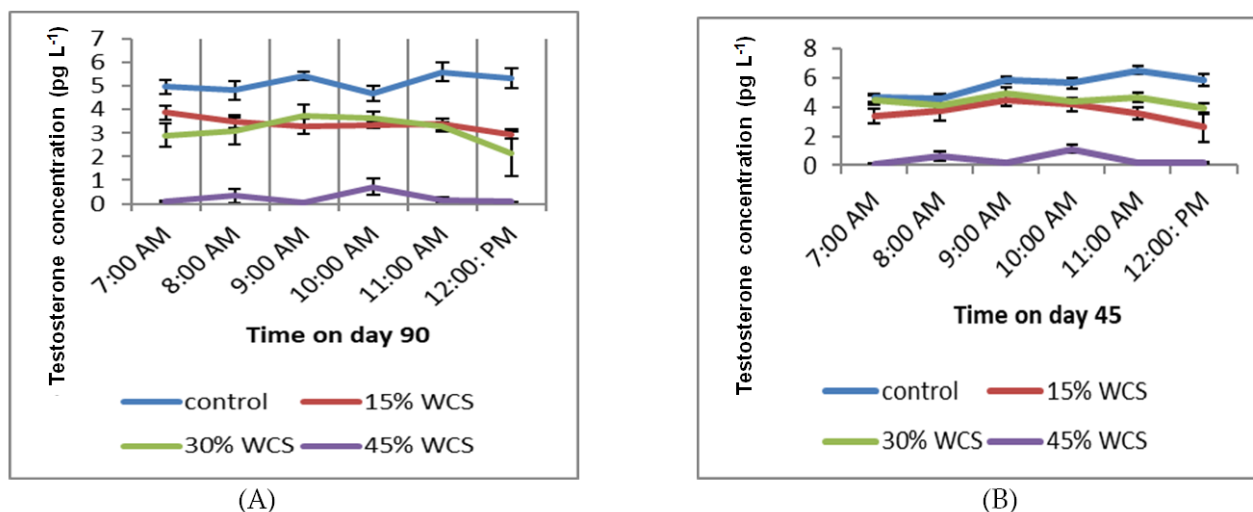 Testosterone concentration (pg L-1)
7
6
5
4
3
2
1
0
7:00 AM
8:00 AM
9:00 AM
10:00 AM
11:00 AM
12:00: PM
Time on day 90
control
15% WCS
30% WCS
45% WCS
(A)
Testosterone concentration (pg L-1)
8
6
4
2
0
7:00 AM
8:00 AM
9:00 AM
10:00 AM
11:00 AM
12:00: PM
Time on day 45
control
15% WCS
30% WCS
45% WCS
(B)